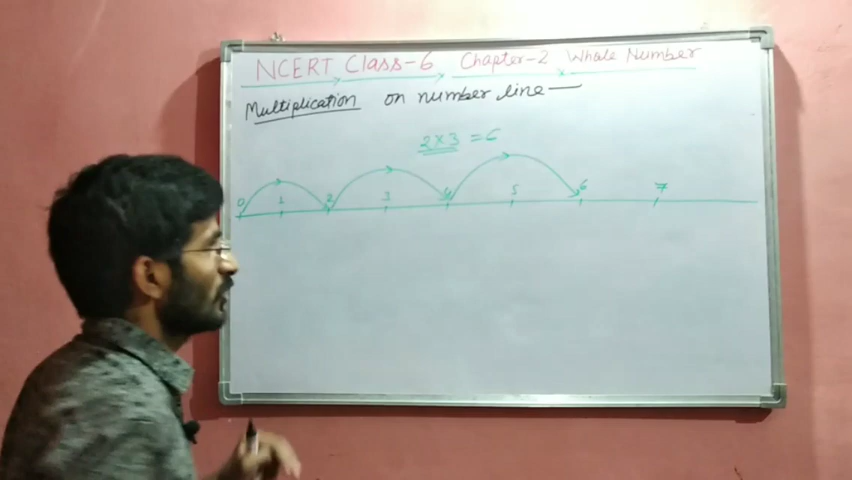 NCERT Class-6 Chapter-2 Whole Number
Multiplication on number line —
2 × 3 = 6
0 1 2 3 4 5 6 7